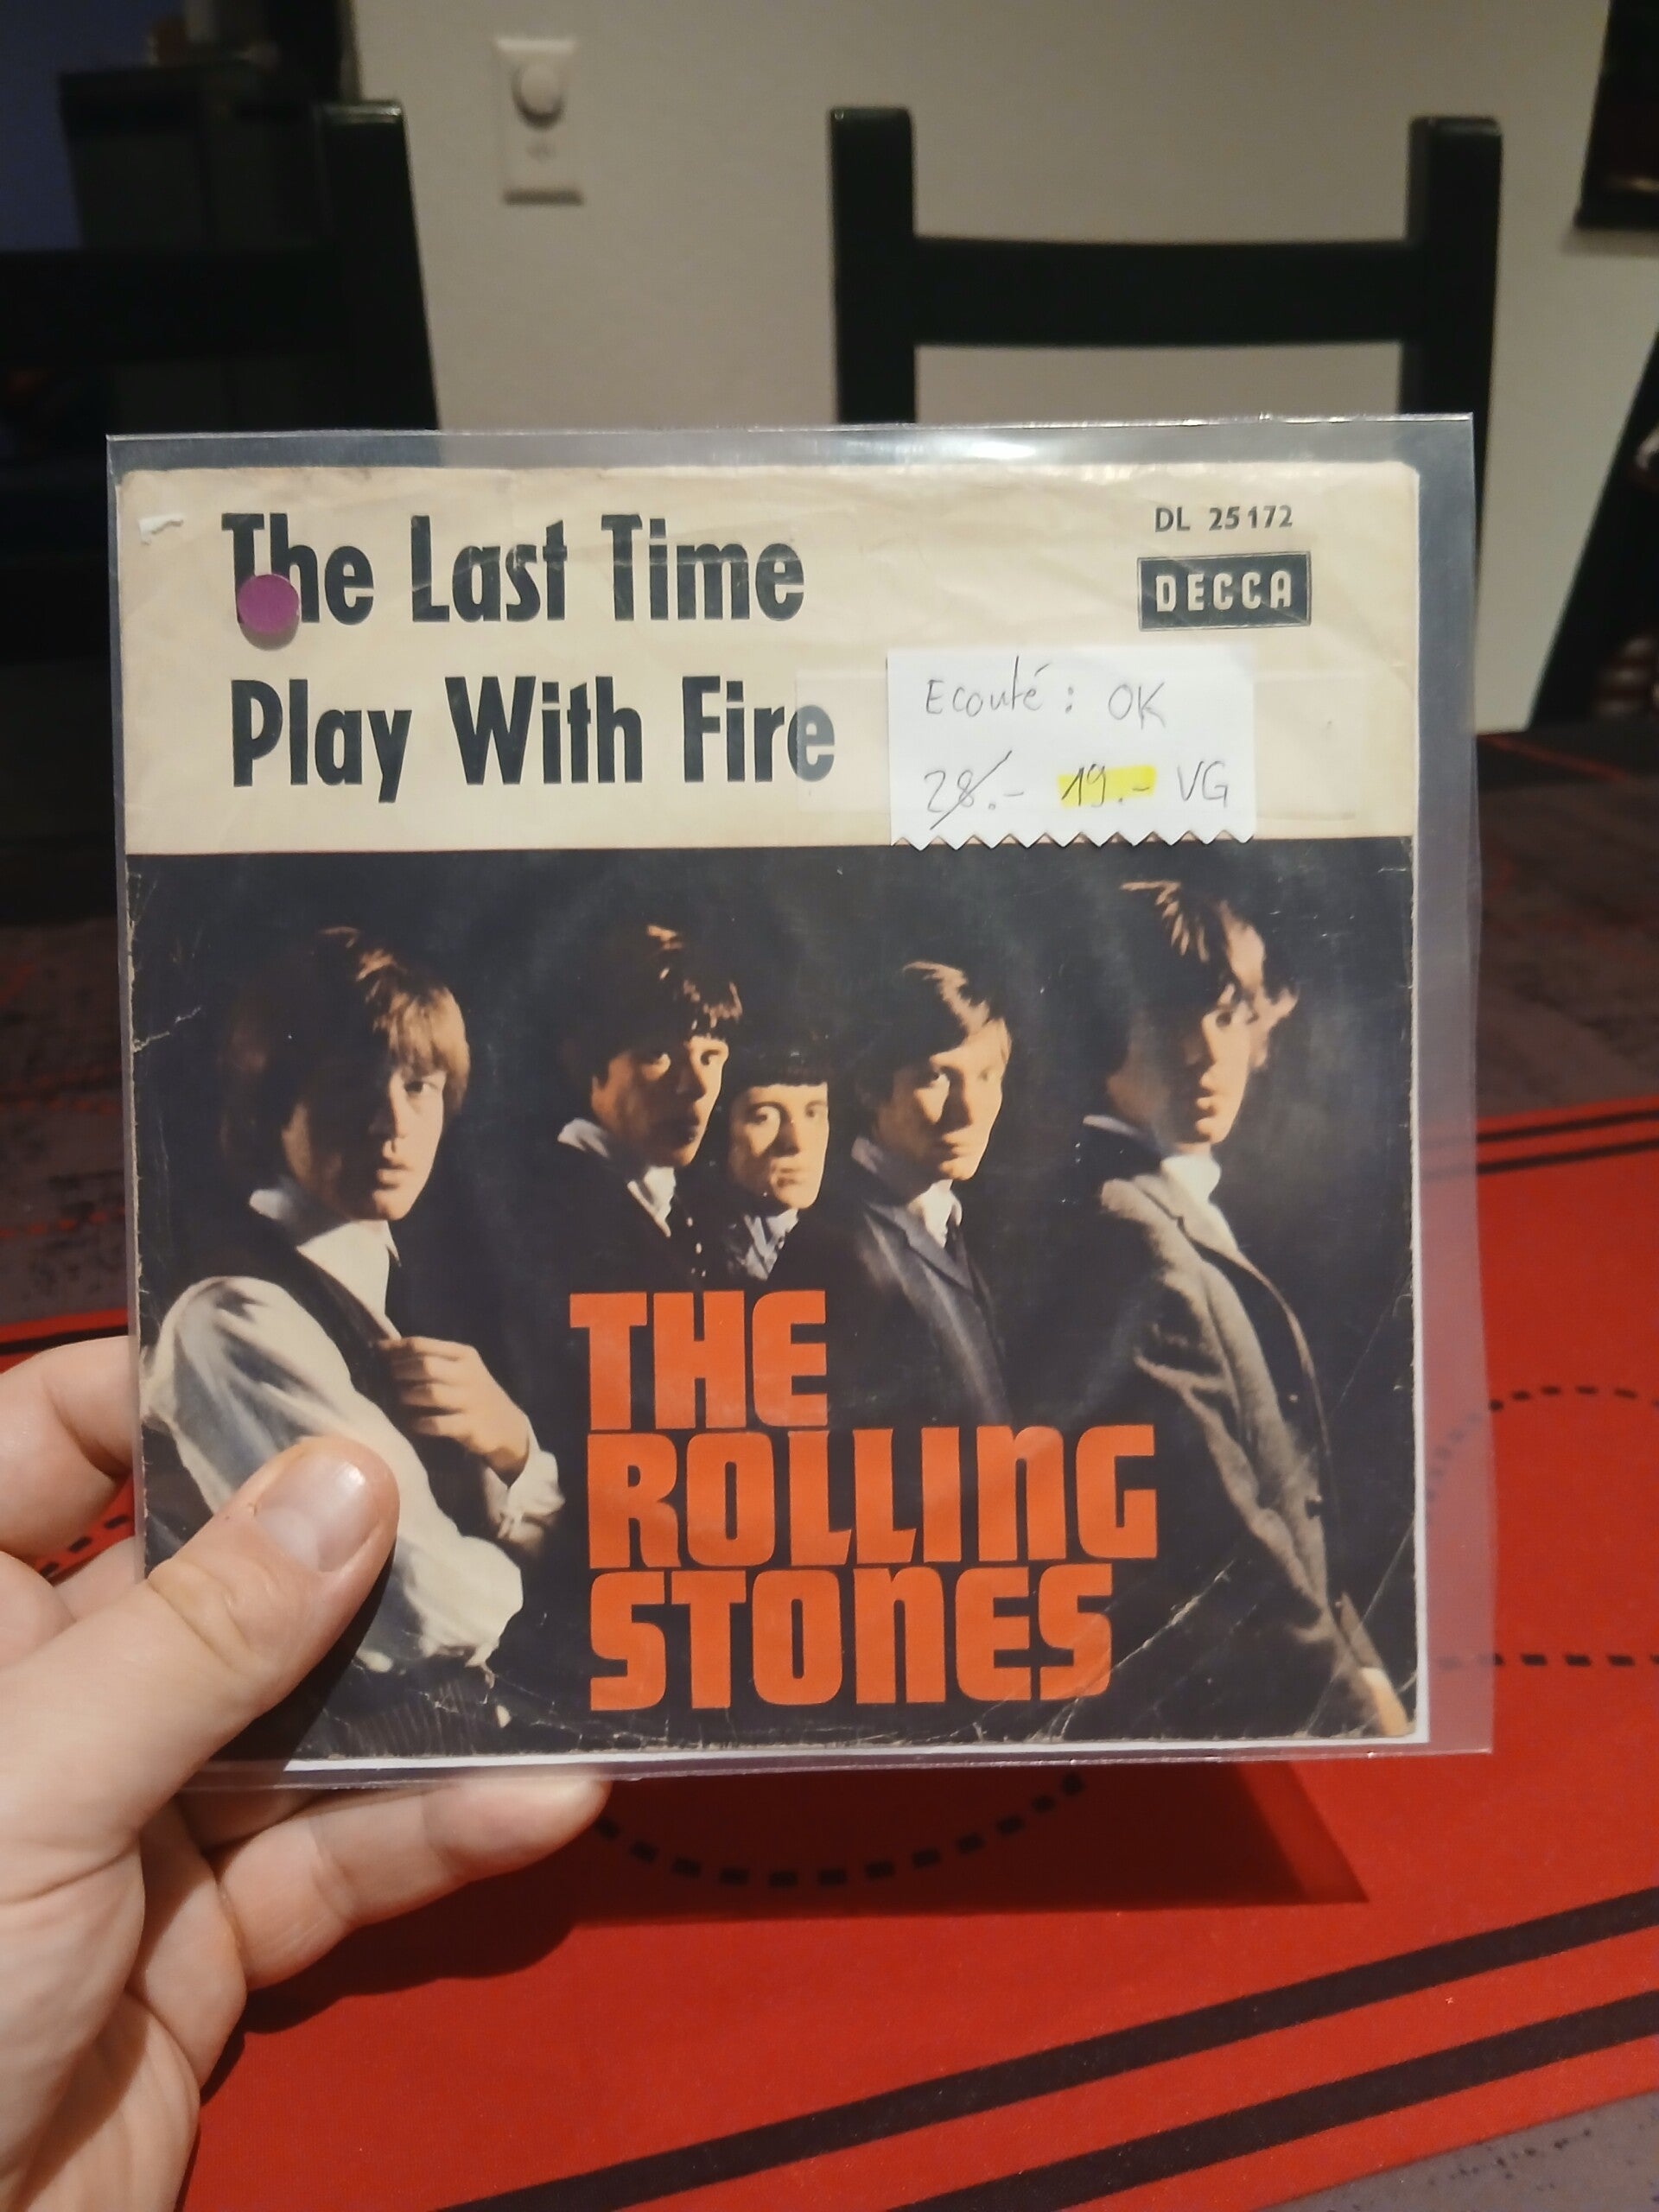 The Last Time
DL 25172
DECCA
Play With Fire
Ecouté : OK
28.- 19.- VG
THE
ROLLING
STONES